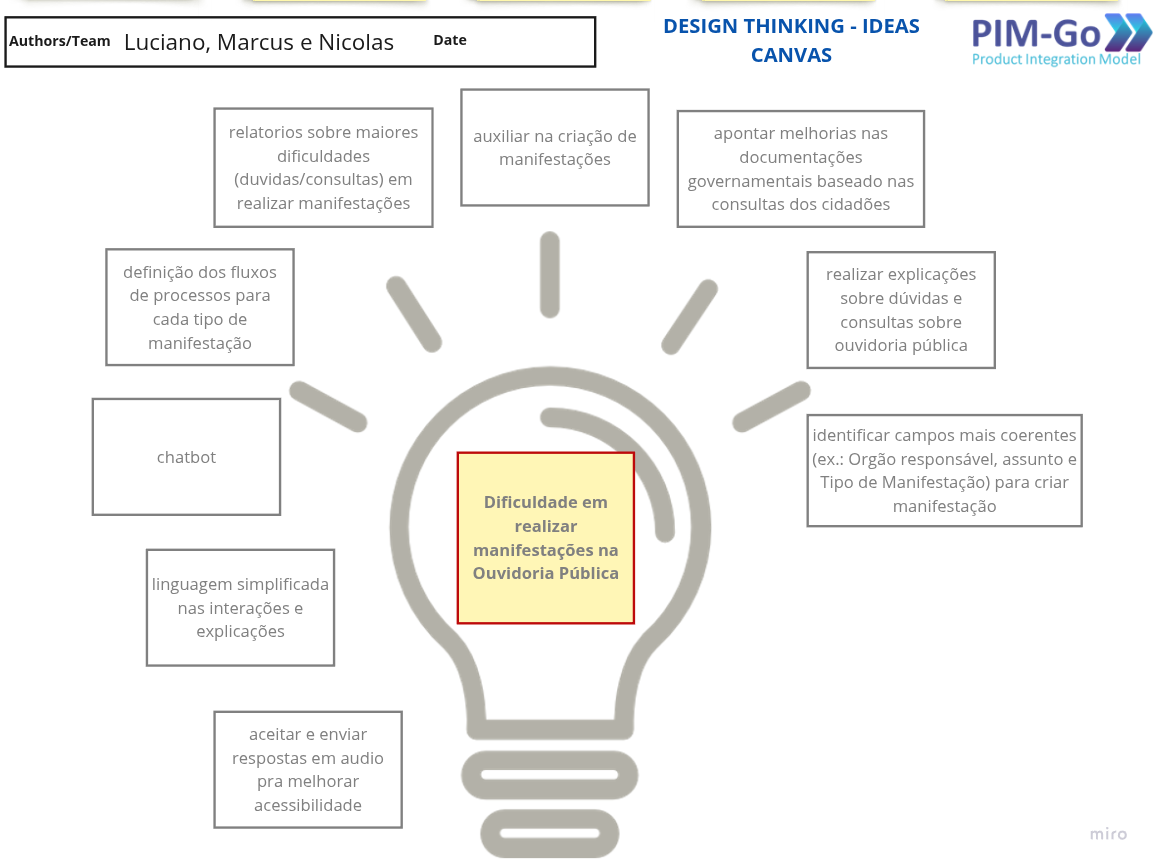 Authors/Team Luciano, Marcus e Nicolas Date
DESIGN THINKING - IDEAS
CANVAS
PIM-Go
Product Integration Model
relatorios sobre maiores
dificuldades
(duvidas/consultas) em
realizar manifestações
auxiliar na criação de
manifestações
apontar melhorias nas
documentações
governamentais baseado nas
consultas dos cidadões
definição dos fluxos
de processos para
cada tipo de
manifestação
realizar explicações
sobre dúvidas e
consultas sobre
ouvidoria pública
chatbot
identificar campos mais coerentes
(ex.: Orgão responsável, assunto e
Tipo de Manifestação) para criar
manifestação
Dificuldade em
realizar
manifestações na
Ouvidoria Pública
linguagem simplificada
nas interações e
explicações
aceitar e enviar
respostas em audio
pra melhorar
acessibilidade
miro